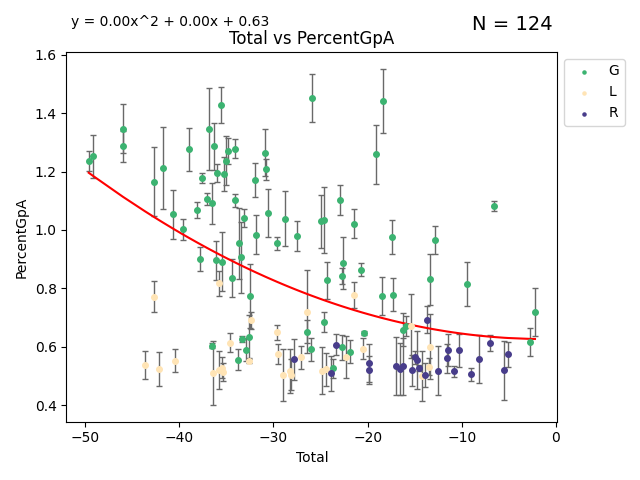 y = 0.00x^2 + 0.00x + 0.63
N = 124
Total vs PercentGpA
G
L
R
PercentGpA
1.6
1.4
1.2
1.0
0.8
0.6
0.4
−50
−40
−30
−20
−10
0
Total